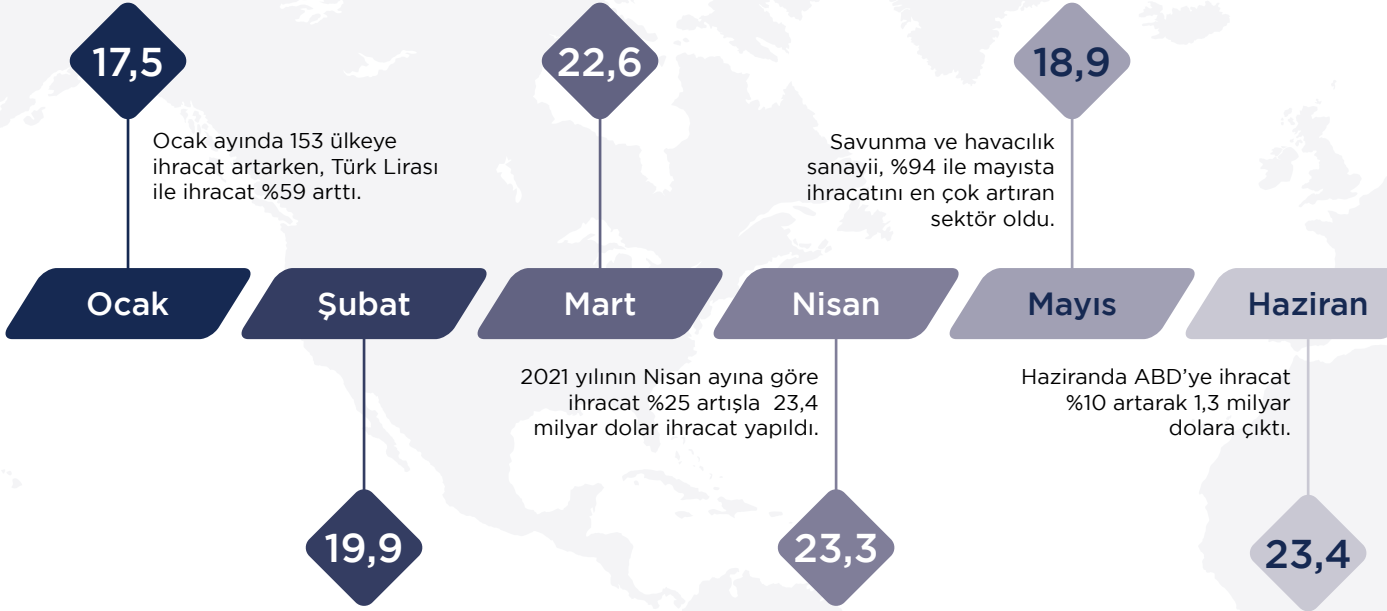 17,5
22,6
18,9
Ocak ayında 153 ülkeye
ihracat artarken, Türk Lirası
ile ihracat %59 arttı.
Savunma ve havacılık
sanayii, %94 ile mayısta
ihracatını en çok artıran
sektör oldu.
Ocak
Şubat
Mart
Nisan
Mayıs
Haziran
2021 yılının Nisan ayına göre
ihracat %25 artışla  23,4
milyar dolar ihracat yapıldı.
Haziranda ABD’ye ihracat
%10 artarak 1,3 milyar
dolara çıktı.
19,9
23,3
23,4